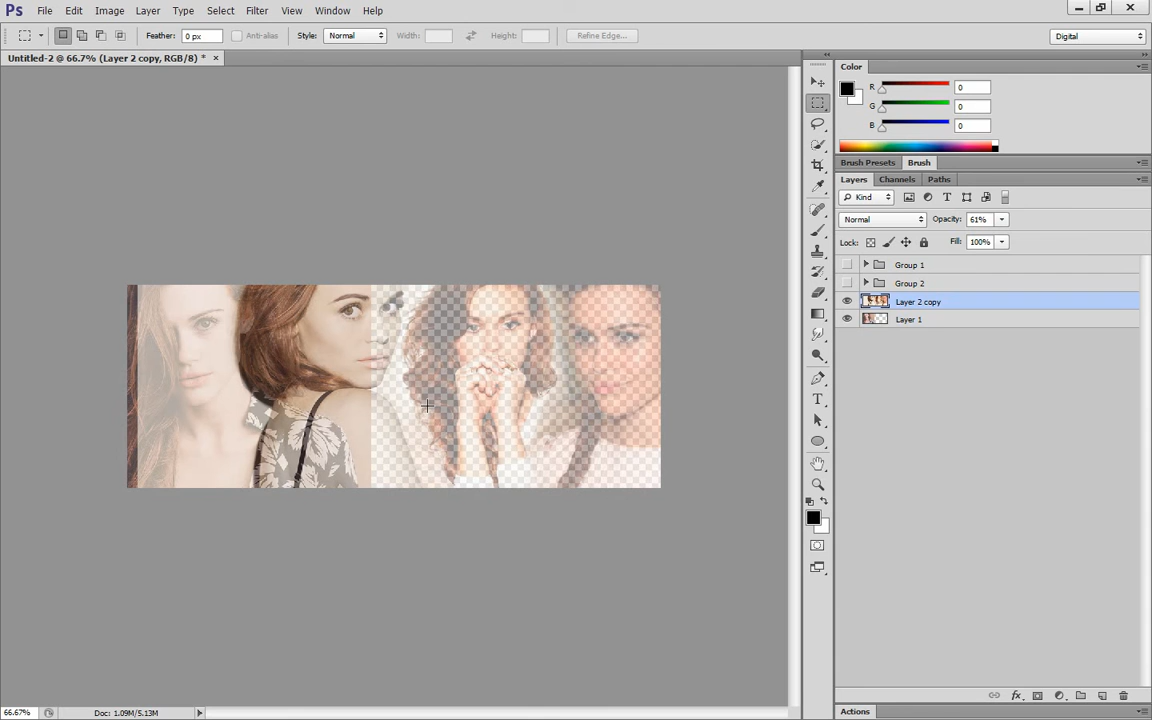 Ps File Edit Image Layer Type Select Filter View Window Help
Feather: 0 px Anti-alias Style: Normal Width: Height: Refine Edge... Digital
Untitled-2 @ 66.7% (Layer 2 copy, RGB/8) * ×
Color
R 0
G 0
B 0
Brush Presets Brush
Layers Channels Paths
Kind
Normal Opacity: 61%
Lock: Fill: 100%
Group 1
Group 2
Layer 2 copy
Layer 1
66.67% Doc: 1.09M/5.13M
Actions